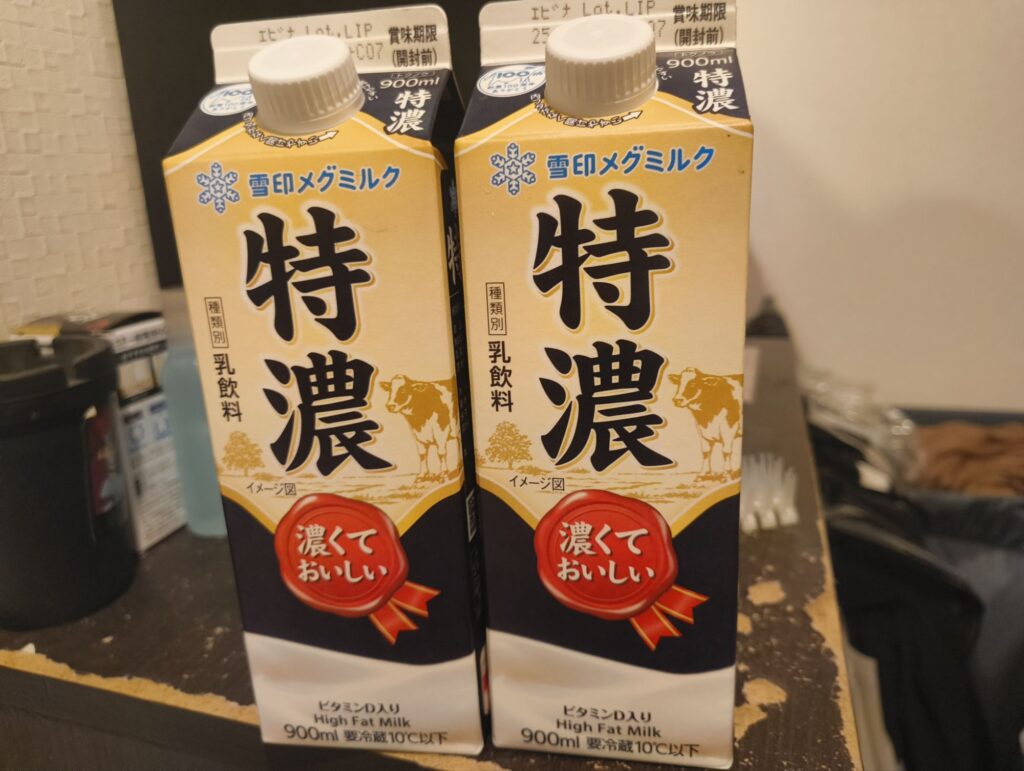 エビナ Lot.LIP
C07
賞味期限
(開封前)
900ml
特濃
100%
雪印メグミルク
特濃
種類別
乳飲料
イメージ図
濃くて
おいしい
ビタミンD入り
High Fat Milk
900ml 要冷蔵10℃以下
エビナ Lot.LIP
25
賞味期限
(開封前)
900ml
特濃
100%
雪印メグミルク
特濃
種類別
乳飲料
イメージ図
濃くて
おいしい
ビタミンD入り
High Fat Milk
900ml 要冷蔵10℃以下